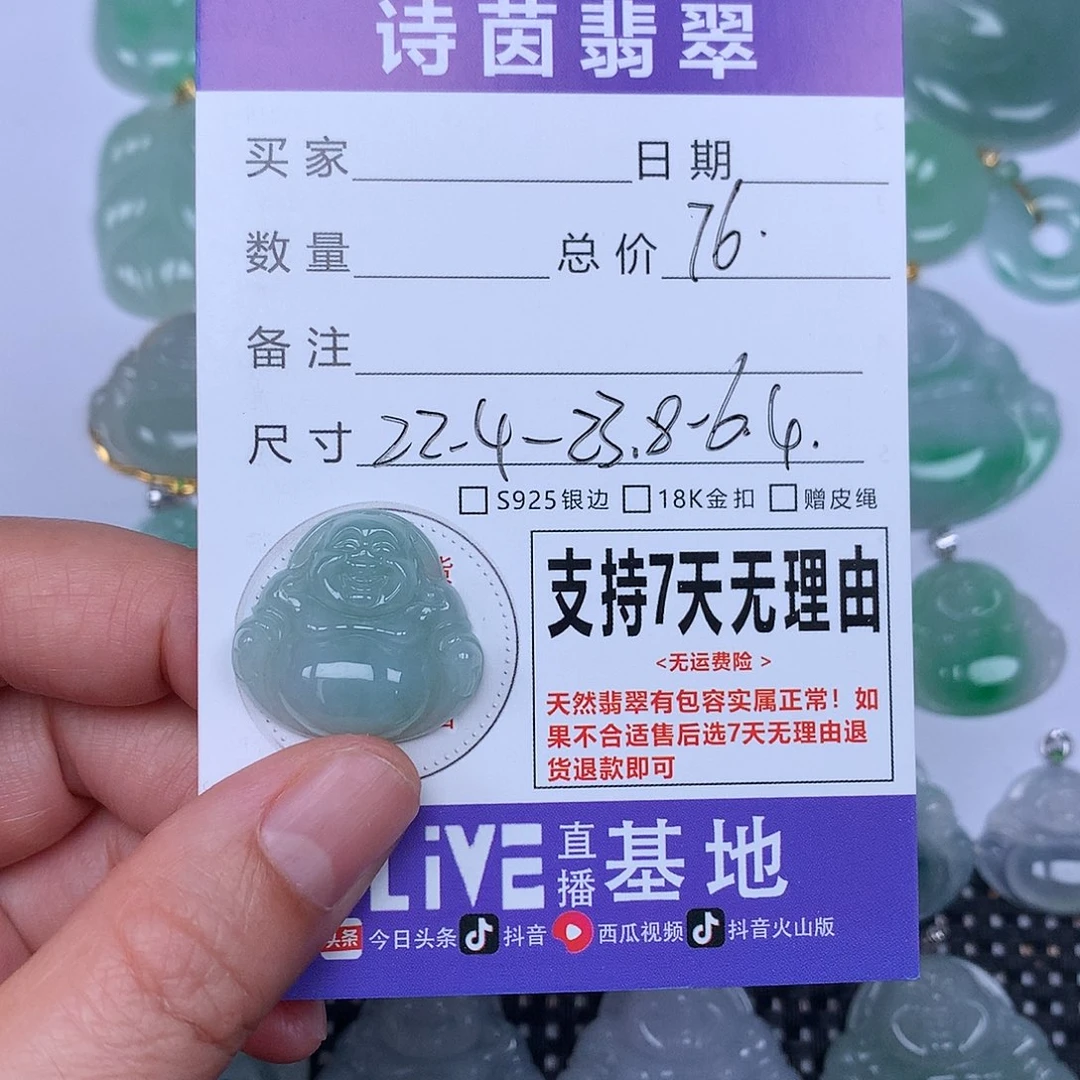 诗茵翡翠
买家 日期
数量 总价 76.
备注
尺寸 22.4-23.8-6.4.
□S925银边 □18K金扣 □赠皮绳
支持7天无理由
<无运费险>
天然翡翠有包容实属正常！如
果不合适售后选7天无理由退
货退款即可
LiVE 直播 基地
头条 今日头条 抖音 西瓜视频 抖音火山版